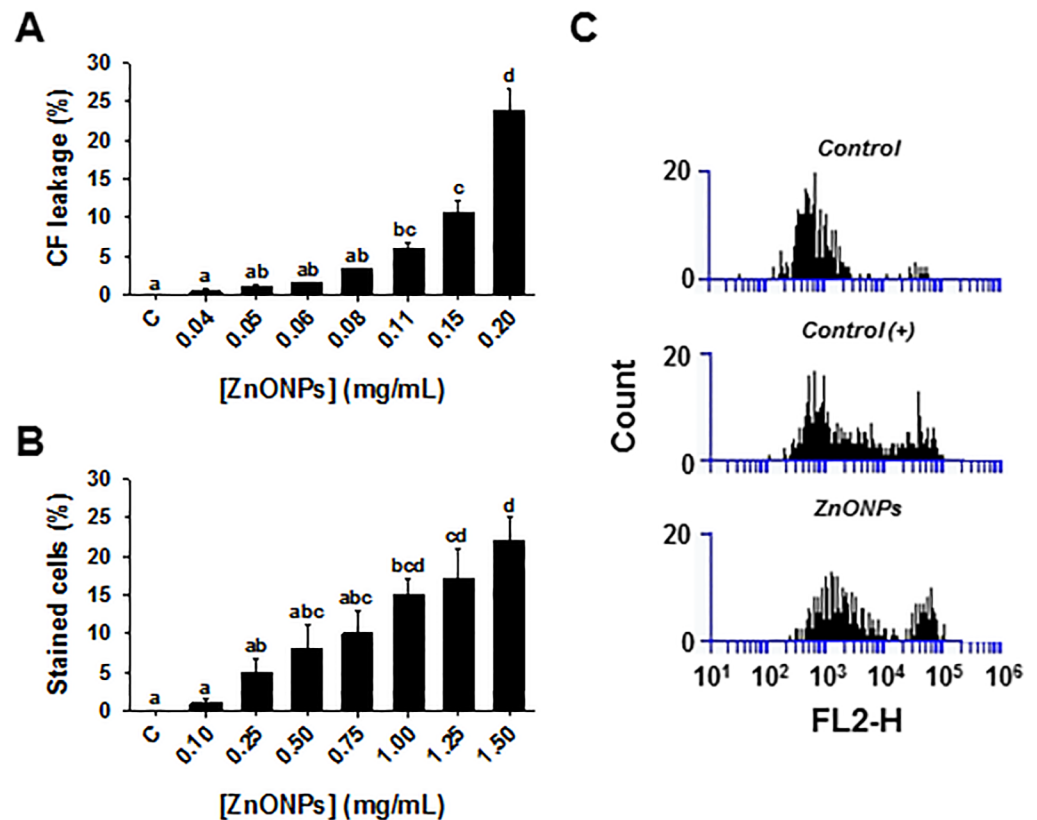 A
CF leakage (%)
30
25
20
15
10
5
0
a
a
ab
ab
ab
bc
c
d
C
0.04
0.05
0.06
0.08
0.11
0.15
0.20
[ZnONPs] (mg/mL)
B
Stained cells (%)
30
25
20
15
10
5
0
a
a
ab
abc
abc
bcd
cd
d
C
0.10
0.25
0.50
0.75
1.00
1.25
1.50
[ZnONPs] (mg/mL)
C
Count
Control
20
0
Control (+)
20
0
ZnONPs
20
0
10¹ 10² 10³ 10⁴ 10⁵ 10⁶
FL2-H